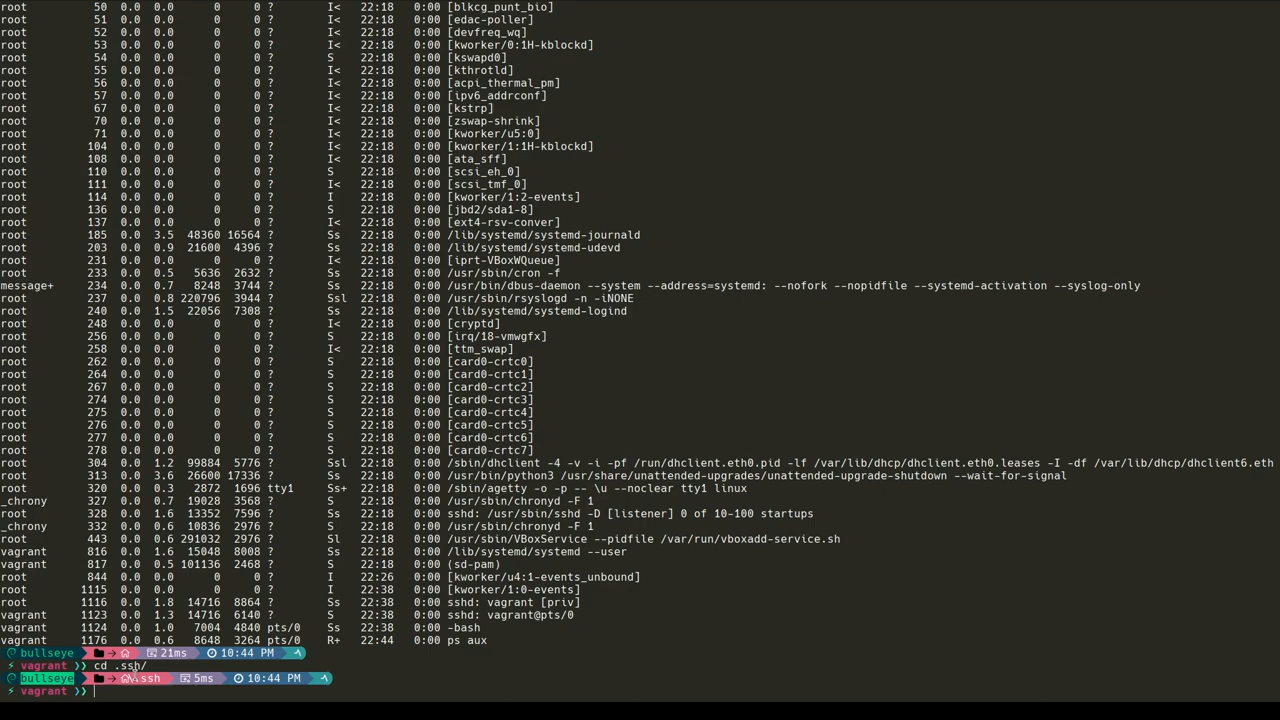 root 50 0.0 0.0 0 0 ? I< 22:18 0:00 [blkcg_punt_bio]
root 51 0.0 0.0 0 0 ? I< 22:18 0:00 [edac-poller]
root 52 0.0 0.0 0 0 ? I< 22:18 0:00 [devfreq_wq]
root 53 0.0 0.0 0 0 ? I< 22:18 0:00 [kworker/0:1H-kblockd]
root 54 0.0 0.0 0 0 ? S 22:18 0:00 [kswapd0]
root 55 0.0 0.0 0 0 ? I< 22:18 0:00 [kthrotld]
root 56 0.0 0.0 0 0 ? I< 22:18 0:00 [acpi_thermal_pm]
root 57 0.0 0.0 0 0 ? I< 22:18 0:00 [ipv6_addrconf]
root 67 0.0 0.0 0 0 ? I< 22:18 0:00 [kstrp]
root 70 0.0 0.0 0 0 ? I< 22:18 0:00 [zswap-shrink]
root 71 0.0 0.0 0 0 ? I< 22:18 0:00 [kworker/u5:0]
root 104 0.0 0.0 0 0 ? I< 22:18 0:00 [kworker/1:1H-kblockd]
root 108 0.0 0.0 0 0 ? I< 22:18 0:00 [ata_sff]
root 110 0.0 0.0 0 0 ? S 22:18 0:00 [scsi_eh_0]
root 111 0.0 0.0 0 0 ? I< 22:18 0:00 [scsi_tmf_0]
root 114 0.0 0.0 0 0 ? I 22:18 0:00 [kworker/1:2-events]
root 136 0.0 0.0 0 0 ? S 22:18 0:00 [jbd2/sda1-8]
root 137 0.0 0.0 0 0 ? I< 22:18 0:00 [ext4-rsv-conver]
root 185 0.0 3.5 48360 16564 ? Ss 22:18 0:00 /lib/systemd/systemd-journald
root 203 0.0 0.9 21600 4396 ? Ss 22:18 0:00 /lib/systemd/systemd-udevd
root 231 0.0 0.0 0 0 ? I< 22:18 0:00 [iprt-VBoxWQueue]
root 233 0.0 0.5 5636 2632 ? Ss 22:18 0:00 /usr/sbin/cron -f
message+ 234 0.0 0.7 8248 3744 ? Ss 22:18 0:00 /usr/bin/dbus-daemon --system --address=systemd: --nofork --nopidfile --systemd-activation --syslog-only
root 237 0.0 0.8 220796 3944 ? Ssl 22:18 0:00 /usr/sbin/rsyslogd -n -iNONE
root 240 0.0 1.5 22056 7308 ? Ss 22:18 0:00 /lib/systemd/systemd-logind
root 248 0.0 0.0 0 0 ? I< 22:18 0:00 [cryptd]
root 256 0.0 0.0 0 0 ? S 22:18 0:00 [irq/18-vmwgfx]
root 258 0.0 0.0 0 0 ? I< 22:18 0:00 [ttm_swap]
root 262 0.0 0.0 0 0 ? S 22:18 0:00 [card0-crtc0]
root 264 0.0 0.0 0 0 ? S 22:18 0:00 [card0-crtc1]
root 267 0.0 0.0 0 0 ? S 22:18 0:00 [card0-crtc2]
root 274 0.0 0.0 0 0 ? S 22:18 0:00 [card0-crtc3]
root 275 0.0 0.0 0 0 ? S 22:18 0:00 [card0-crtc4]
root 276 0.0 0.0 0 0 ? S 22:18 0:00 [card0-crtc5]
root 277 0.0 0.0 0 0 ? S 22:18 0:00 [card0-crtc6]
root 278 0.0 0.0 0 0 ? S 22:18 0:00 [card0-crtc7]
root 304 0.0 1.2 99884 5776 ? Ssl 22:18 0:00 /sbin/dhclient -4 -v -i -pf /run/dhclient.eth0.pid -lf /var/lib/dhcp/dhclient.eth0.leases -I -df /var/lib/dhcp/dhclient6.eth
root 313 0.0 3.6 26600 17336 ? Ss 22:18 0:00 /usr/bin/python3 /usr/share/unattended-upgrades/unattended-upgrade-shutdown --wait-for-signal
root 320 0.0 0.3 2872 1696 tty1 Ss+ 22:18 0:00 /sbin/agetty -o -p -- \u --noclear tty1 linux
_chrony 327 0.0 0.7 19028 3568 ? S 22:18 0:00 /usr/sbin/chronyd -F 1
root 328 0.0 1.6 13352 7596 ? Ss 22:18 0:00 sshd: /usr/sbin/sshd -D [listener] 0 of 10-100 startups
_chrony 332 0.0 0.6 10836 2976 ? S 22:18 0:00 /usr/sbin/chronyd -F 1
root 443 0.0 0.6 291032 2976 ? Sl 22:18 0:00 /usr/sbin/VBoxService --pidfile /var/run/vboxadd-service.sh
vagrant 816 0.0 1.6 15048 8008 ? Ss 22:18 0:00 /lib/systemd/systemd --user
vagrant 817 0.0 0.5 101136 2468 ? S 22:18 0:00 (sd-pam)
root 844 0.0 0.0 0 0 ? I 22:26 0:00 [kworker/u4:1-events_unbound]
root 1115 0.0 0.0 0 0 ? I 22:38 0:00 [kworker/1:0-events]
root 1116 0.0 1.8 14716 8864 ? Ss 22:38 0:00 sshd: vagrant [priv]
vagrant 1123 0.0 1.3 14716 6140 ? S 22:38 0:00 sshd: vagrant@pts/0
vagrant 1124 0.0 1.0 7004 4840 pts/0 Ss 22:38 0:00 -bash
vagrant 1176 0.0 0.6 8648 3264 pts/0 R+ 22:44 0:00 ps aux
bullseye → 21ms 10:44 PM
⚡ vagrant ❯❯ cd .ssh/
bullseye → .ssh 5ms 10:44 PM
⚡ vagrant ❯❯